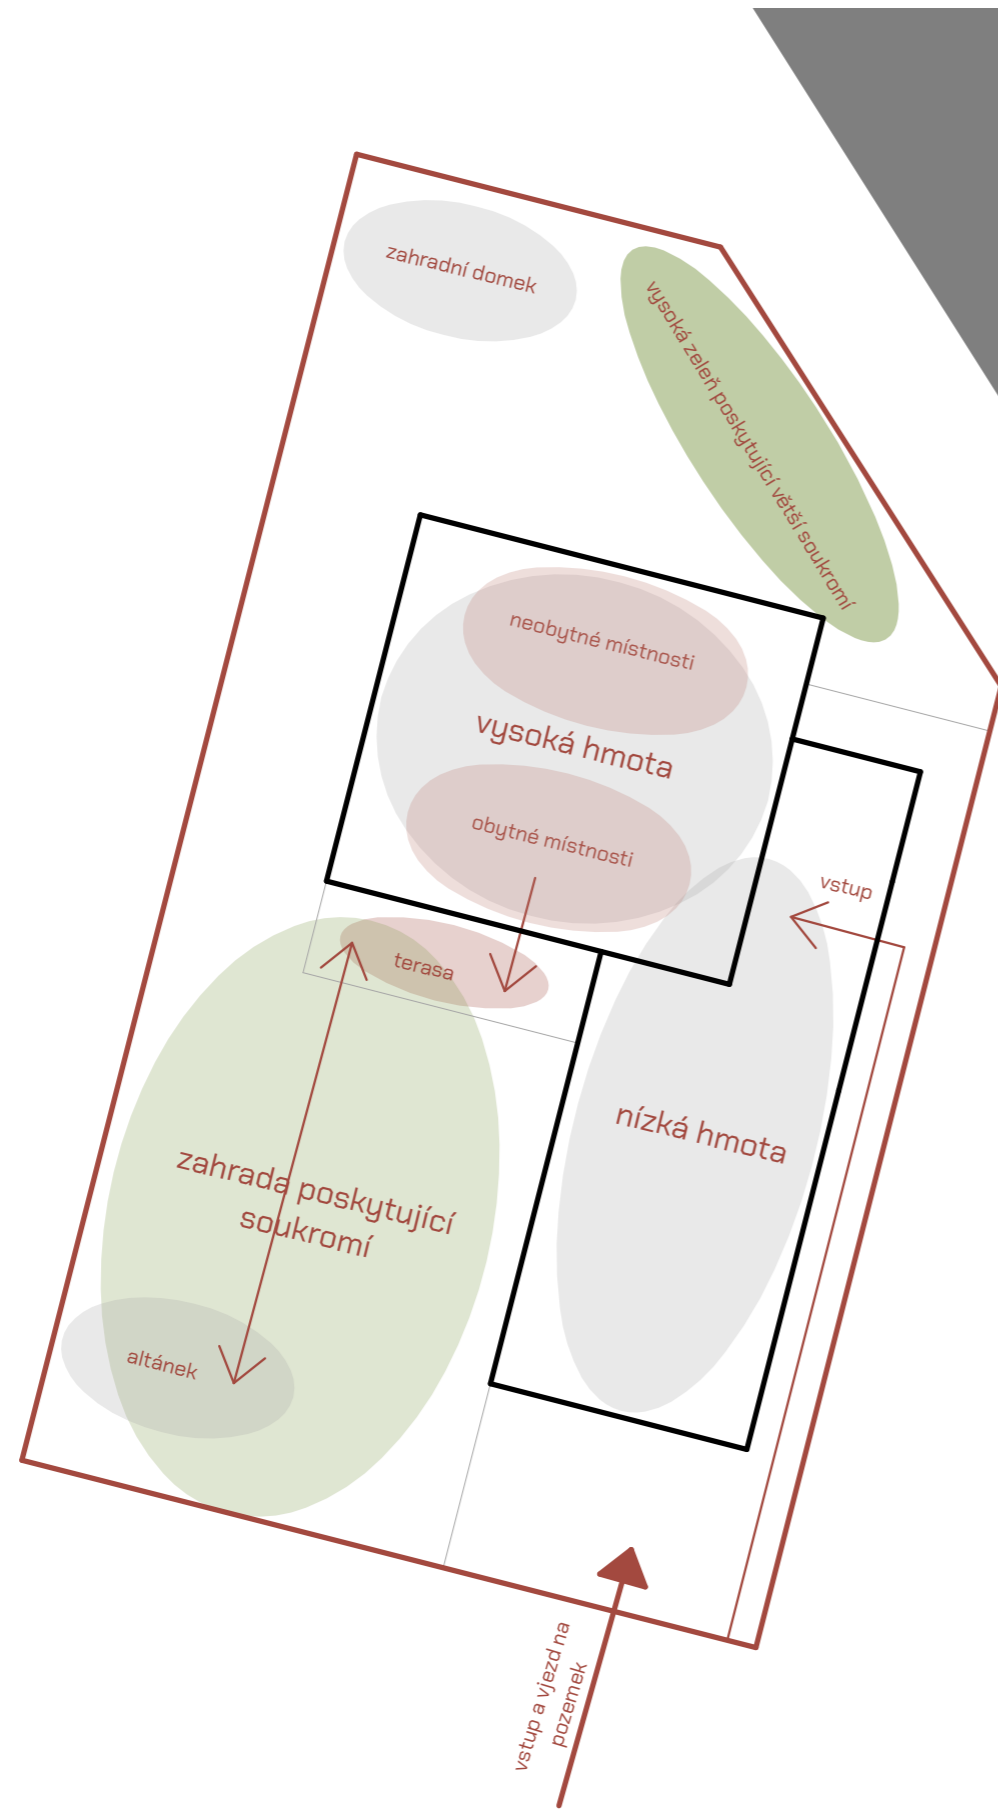 zahradní domek
vysoká zeleň poskytující větší soukromí
neobytné místnosti
vysoká hmota
obytné místnosti
vstup
terasa
nízká hmota
zahrada poskytující
soukromí
altánek
vstup a vjezd na
pozemek